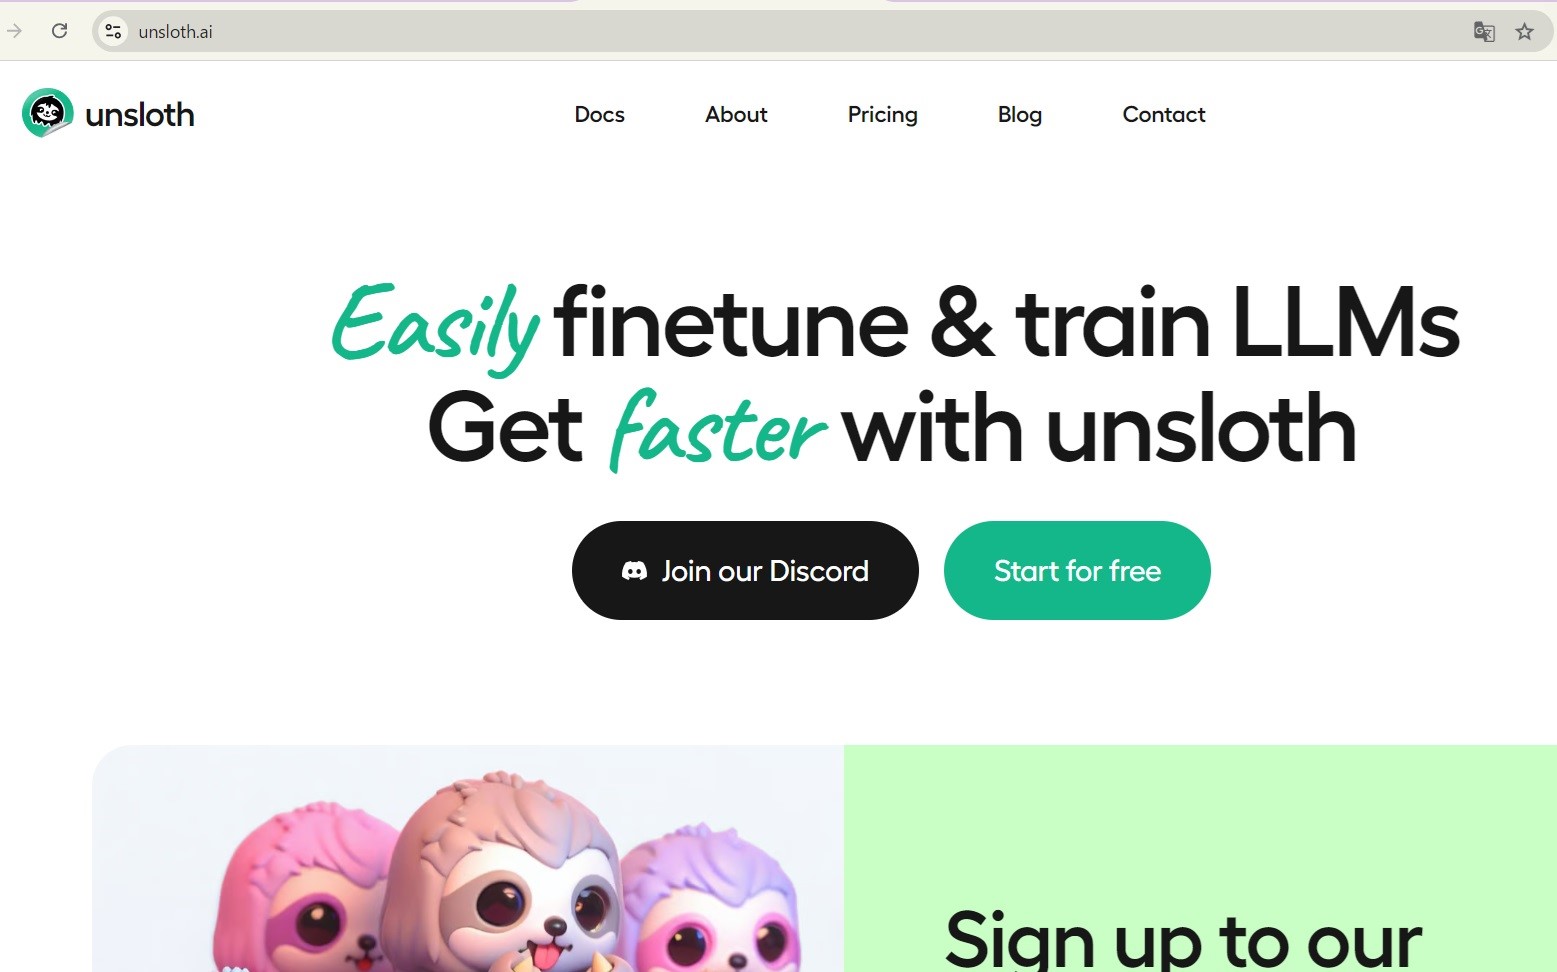 unsloth.ai
unsloth
Docs
About
Pricing
Blog
Contact
Easily finetune & train LLMs
Get faster with unsloth
Join our Discord
Start for free
Sign up to our